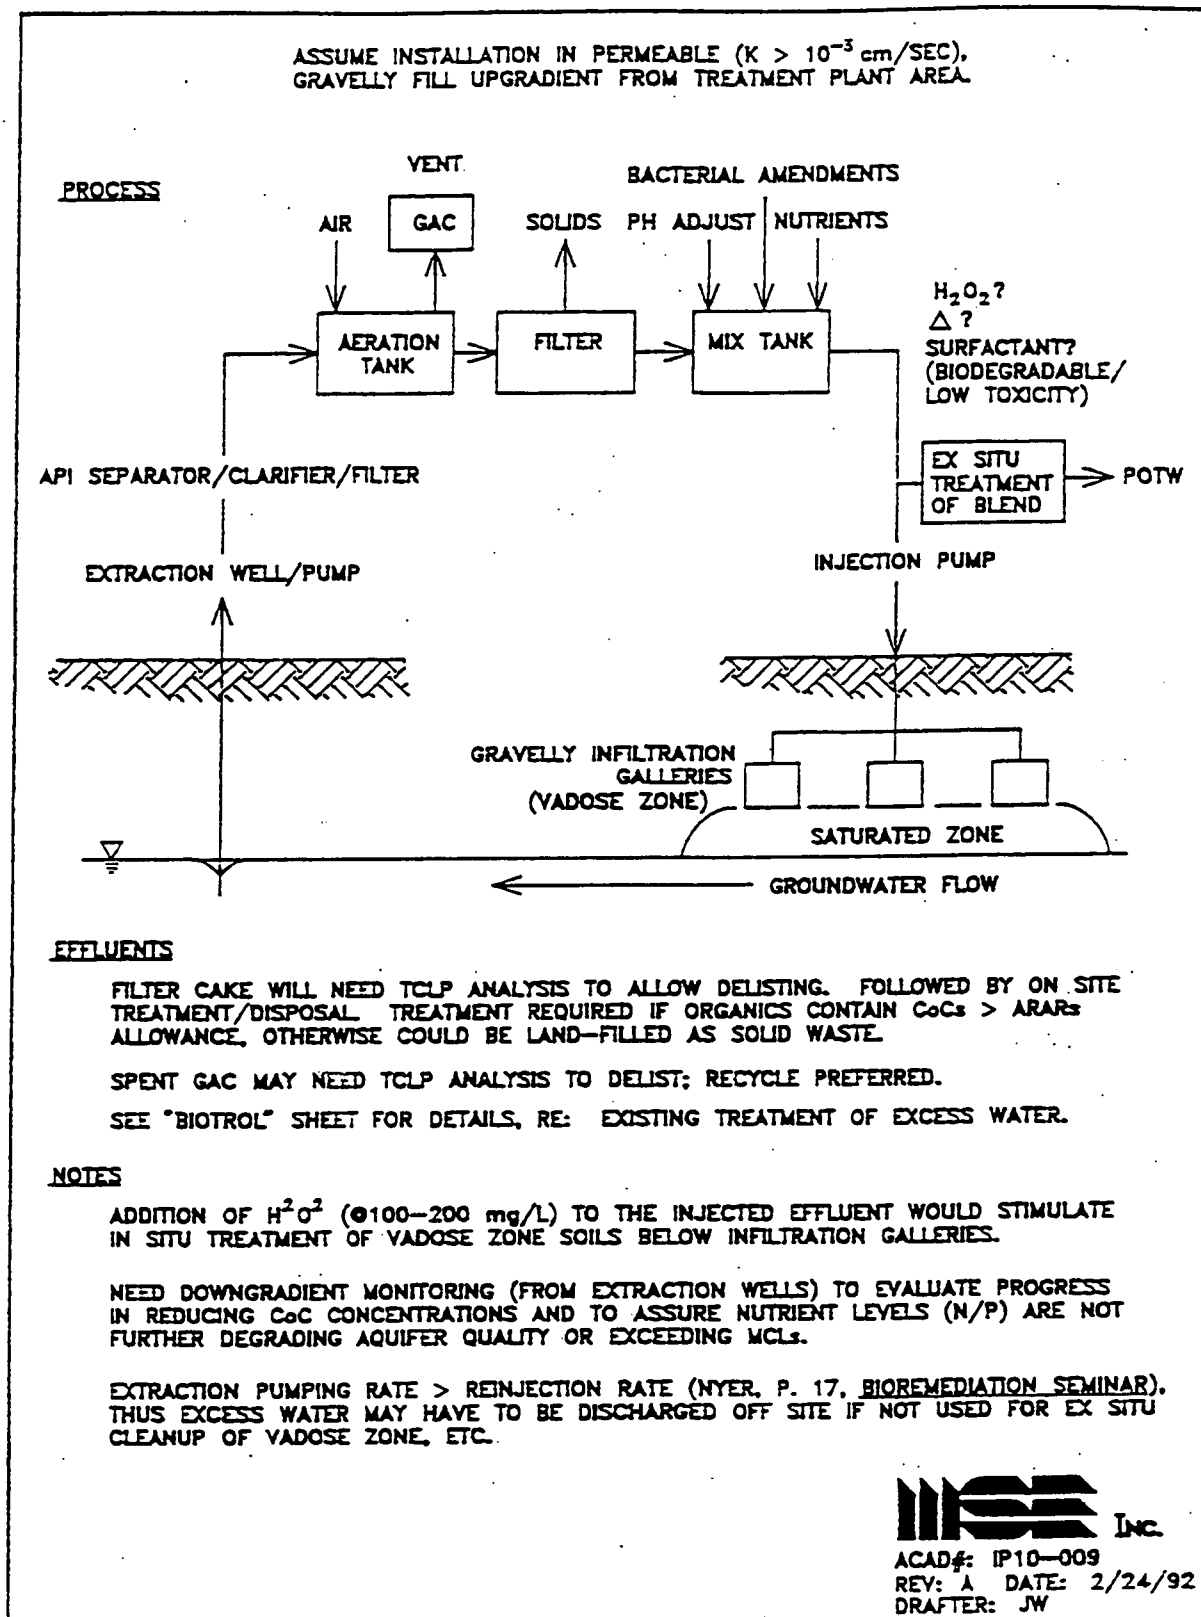 ASSUME INSTALLATION IN PERMEABLE (K > 10⁻³ cm/SEC),
GRAVELLY FILL UPGRADIENT FROM TREATMENT PLANT AREA.
PROCESS
VENT
BACTERIAL AMENDMENTS
AIR
GAC
SOLIDS
PH ADJUST
NUTRIENTS
AERATION
TANK
FILTER
MIX TANK
H₂O₂?
△ ?
SURFACTANT?
(BIODEGRADABLE/
LOW TOXICITY)
API SEPARATOR/CLARIFIER/FILTER
EX SITU
TREATMENT
OF BLEND
POTW
EXTRACTION WELL/PUMP
INJECTION PUMP
GRAVELLY INFILTRATION
GALLERIES
(VADOSE ZONE)
SATURATED ZONE
GROUNDWATER FLOW
EFFLUENTS
FILTER CAKE WILL NEED TCLP ANALYSIS TO ALLOW DELISTING. FOLLOWED BY ON SITE
TREATMENT/DISPOSAL TREATMENT REQUIRED IF ORGANICS CONTAIN CoCs > ARARs
ALLOWANCE, OTHERWISE COULD BE LAND-FILLED AS SOLID WASTE.
SPENT GAC MAY NEED TCLP ANALYSIS TO DELIST; RECYCLE PREFERRED.
SEE "BIOTROL" SHEET FOR DETAILS, RE: EXISTING TREATMENT OF EXCESS WATER.
NOTES
ADDITION OF H²O² (@100-200 mg/L) TO THE INJECTED EFFLUENT WOULD STIMULATE
IN SITU TREATMENT OF VADOSE ZONE SOILS BELOW INFILTRATION GALLERIES.
NEED DOWNGRADIENT MONITORING (FROM EXTRACTION WELLS) TO EVALUATE PROGRESS
IN REDUCING CoC CONCENTRATIONS AND TO ASSURE NUTRIENT LEVELS (N/P) ARE NOT
FURTHER DEGRADING AQUIFER QUALITY OR EXCEEDING MCLs.
EXTRACTION PUMPING RATE > REINJECTION RATE (NYER, P. 17, BIOREMEDIATION SEMINAR),
THUS EXCESS WATER MAY HAVE TO BE DISCHARGED OFF SITE IF NOT USED FOR EX SITU
CLEANUP OF VADOSE ZONE, ETC.
MSE INC.
ACAD#: IP10-009
REV: A DATE: 2/24/92
DRAFTER: JW